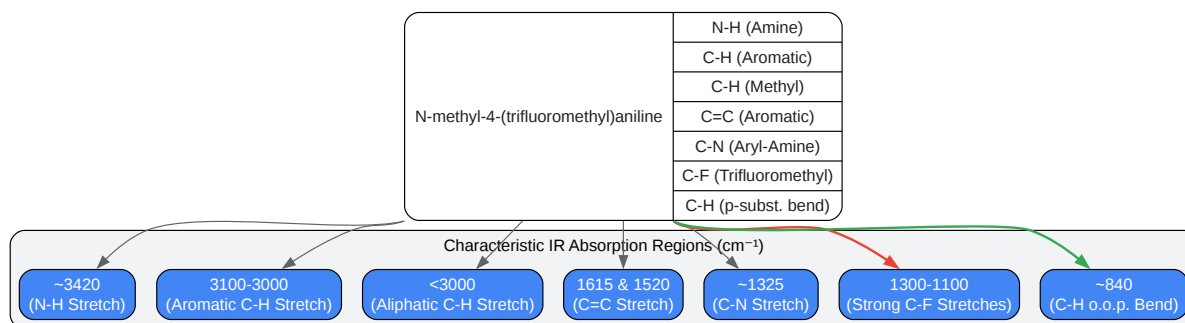 N-methyl-4-(trifluoromethyl)aniline
N-H (Amine)
C-H (Aromatic)
C-H (Methyl)
C=C (Aromatic)
C-N (Aryl-Amine)
C-F (Trifluoromethyl)
C-H (p-subst. bend)
Characteristic IR Absorption Regions (cm⁻¹)
~3420
(N-H Stretch)
3100-3000
(Aromatic C-H Stretch)
<3000
(Aliphatic C-H Stretch)
1615 & 1520
(C=C Stretch)
~1325
(C-N Stretch)
1300-1100
(Strong C-F Stretches)
~840
(C-H o.o.p. Bend)